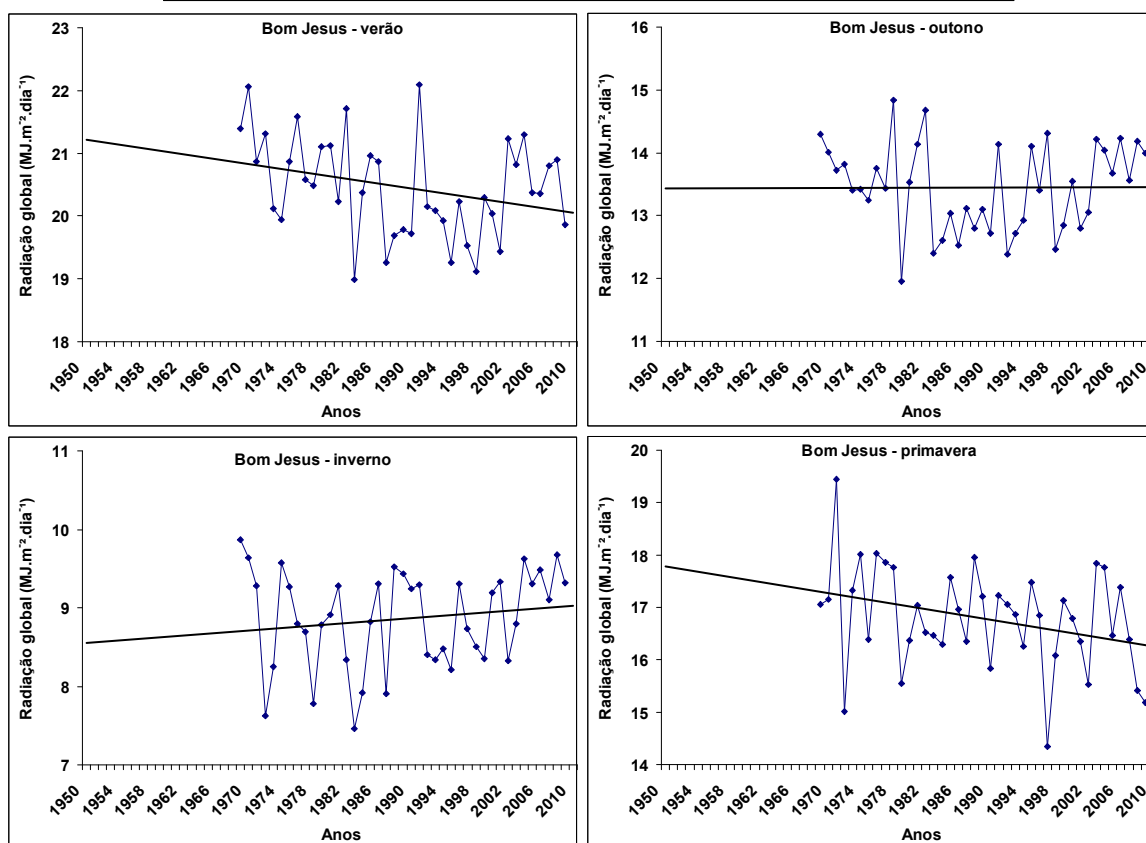 Bom Jesus - verão
23
22
21
20
19
18
Radiação global (MJ.m⁻².dia⁻¹)
1950 1954 1958 1962 1966 1970 1974 1978 1982 1986 1990 1994 1998 2002 2006 2010
Anos
Bom Jesus - outono
16
15
14
13
12
11
Radiação global (MJ.m⁻².dia⁻¹)
1950 1954 1958 1962 1966 1970 1974 1978 1982 1986 1990 1994 1998 2002 2006 2010
Anos
Bom Jesus - inverno
11
10
9
8
7
Radiação global (MJ.m⁻².dia⁻¹)
1950 1954 1958 1962 1966 1970 1974 1978 1982 1986 1990 1994 1998 2002 2006 2010
Anos
Bom Jesus - primavera
20
19
18
17
16
15
14
Radiação global (MJ.m⁻².dia⁻¹)
1950 1954 1958 1962 1966 1970 1974 1978 1982 1986 1990 1994 1998 2002 2006 2010
Anos